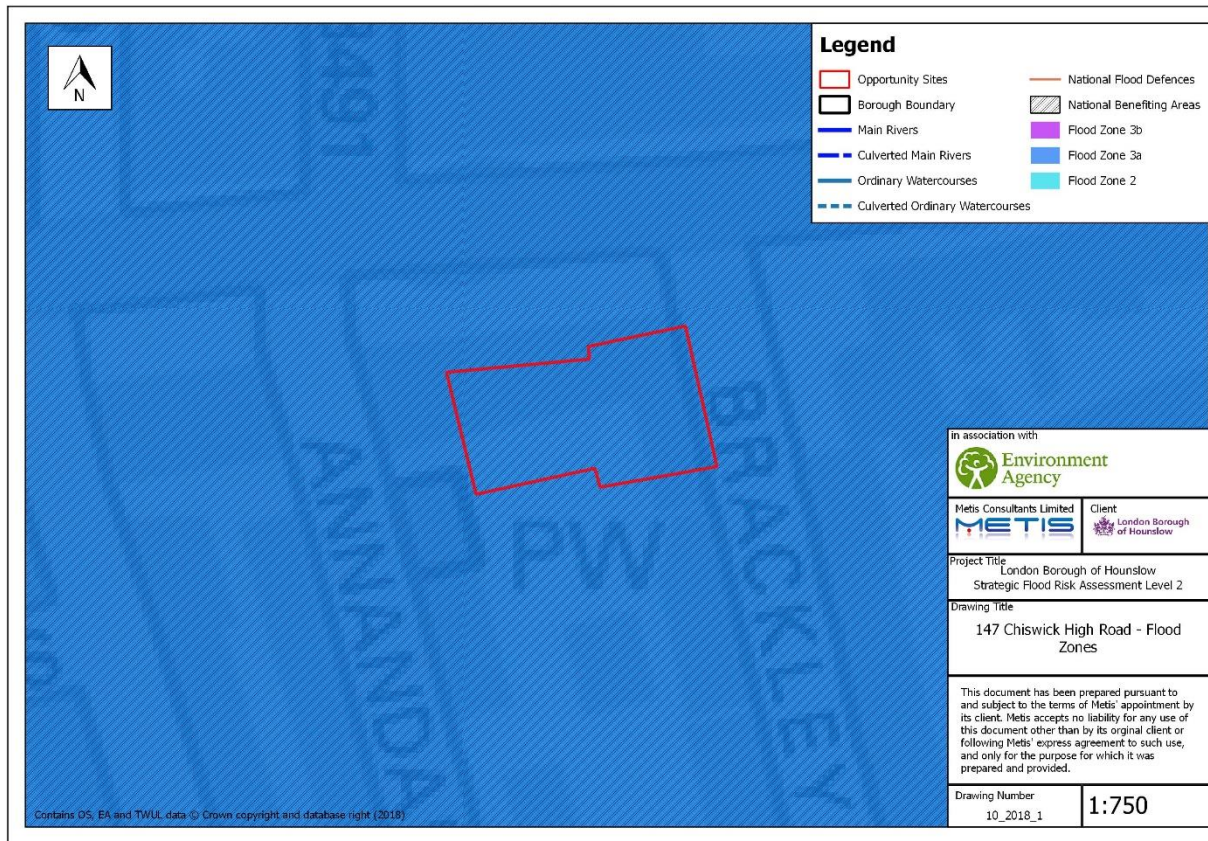 N
B40
ANNANDA
BRACKLEY
PW
Legend
Opportunity Sites
Borough Boundary
Main Rivers
Culverted Main Rivers
Ordinary Watercourses
Culverted Ordinary Watercourses
National Flood Defences
National Benefiting Areas
Flood Zone 3b
Flood Zone 3a
Flood Zone 2
in association with
Environment
Agency
Metis Consultants Limited
METIS
Client
London Borough
of Hounslow
Project Title
London Borough of Hounslow
Strategic Flood Risk Assessment Level 2
Drawing Title
147 Chiswick High Road - Flood
Zones
This document has been prepared pursuant to
and subject to the terms of Metis' appointment by
its client. Metis accepts no liability for any use of
this document other than by its orginal client or
following Metis' express agreement to such use,
and only for the purpose for which it was
prepared and provided.
Drawing Number
10_2018_1
1:750
Contains OS, EA and TWUL data © Crown copyright and database right (2018)